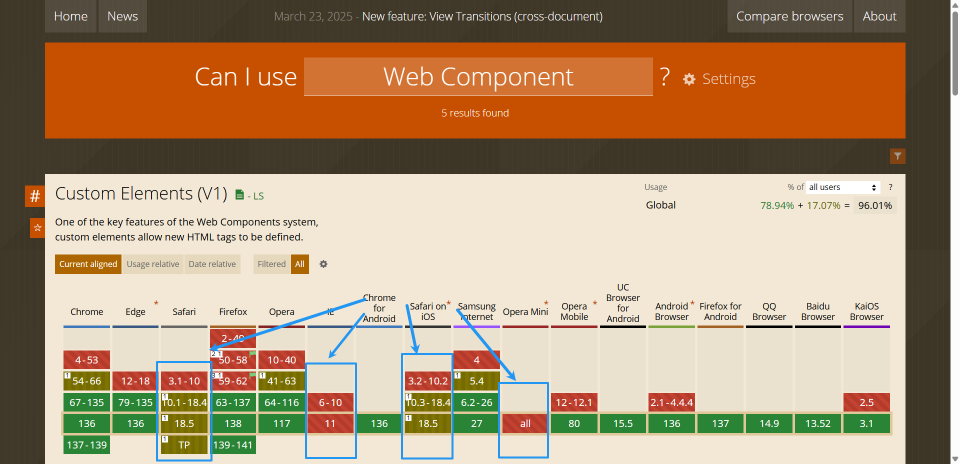 Home
News
March 23, 2025 - New feature: View Transitions (cross-document)
Compare browsers
About
Can I use
Web Component
?
Settings
5 results found
#
Custom Elements (V1)
- LS
Usage
% of
all users
?
Global
78.94% + 17.07% = 96.01%
One of the key features of the Web Components system,
custom elements allow new HTML tags to be defined.
Current aligned
Usage relative
Date relative
Filtered
All
Chrome
Edge
*
Safari
Firefox
Opera
IE
Chrome
for
Android
Safari on
iOS
*
Samsung
Internet
Opera Mini
*
Opera
Mobile
*
UC
Browser
for
Android
Android
Browser
*
Firefox for
Android
QQ
Browser
Baidu
Browser
KaiOS
Browser
2-49
4-53
50-58
10-40
4
54-66
12-18
3.1-10
59-62
41-63
3.2-10.2
5.4
67-135
79-135
10.1-18.4
63-137
64-116
6-10
10.3-18.4
6.2-26
12-12.1
2.1-4.4.4
2.5
136
136
18.5
138
117
11
136
18.5
27
all
80
15.5
136
137
14.9
13.52
3.1
137-139
TP
139-141